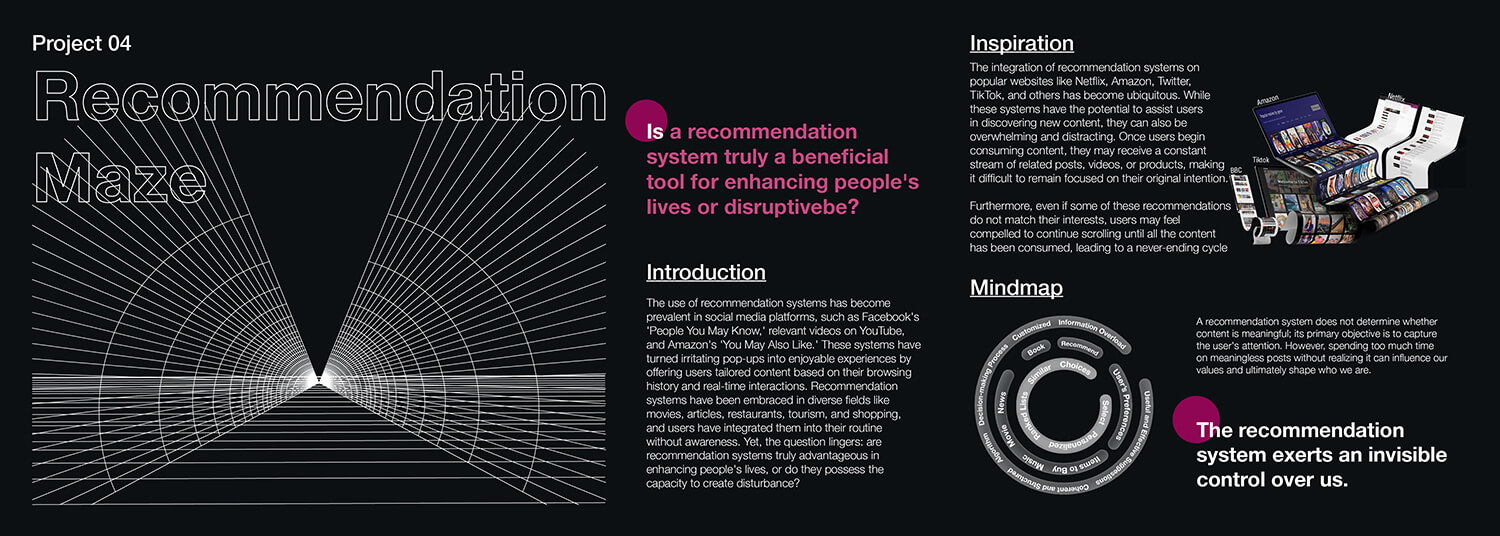 Project 04
Recommendation
Maze
Is a recommendation
system truly a beneficial
tool for enhancing people's
lives or disruptivebe?
Introduction
The use of recommendation systems has become
prevalent in social media platforms, such as Facebook's
'People You May Know,' relevant videos on YouTube,
and Amazon's 'You May Also Like.' These systems have
turned irritating pop-ups into enjoyable experiences by
offering users tailored content based on their browsing
history and real-time interactions. Recommendation
systems have been embraced in diverse fields like
movies, articles, restaurants, tourism, and shopping,
and users have integrated them into their routine
without awareness. Yet, the question lingers: are
recommendation systems truly advantageous in
enhancing people's lives, or do they possess the
capacity to create disturbance?
Inspiration
The integration of recommendation systems on
popular websites like Netflix, Amazon, Twitter,
TikTok, and others has become ubiquitous. While
these systems have the potential to assist users
in discovering new content, they can also be
overwhelming and distracting. Once users begin
consuming content, they may receive a constant
stream of related posts, videos, or products, making
it difficult to remain focused on their original intention.
Furthermore, even if some of these recommendations
do not match their interests, users may feel
compelled to continue scrolling until all the content
has been consumed, leading to a never-ending cycle
Amazon
Netflix
Tiktok
BBC
Mindmap
Customized
Information Overload
Useful and Effective Suggestions
Coherent and Structured
Algorithm
Decision-making Process
Book
Recommend
User's Preferences
Items to Buy
Music
Movie
News
Similar
Choices
Select
Personalized
Ranked Lists
A recommendation system does not determine whether
content is meaningful; its primary objective is to capture
the user's attention. However, spending too much time
on meaningless posts without realizing it can influence our
values and ultimately shape who we are.
The recommendation
system exerts an invisible
control over us.